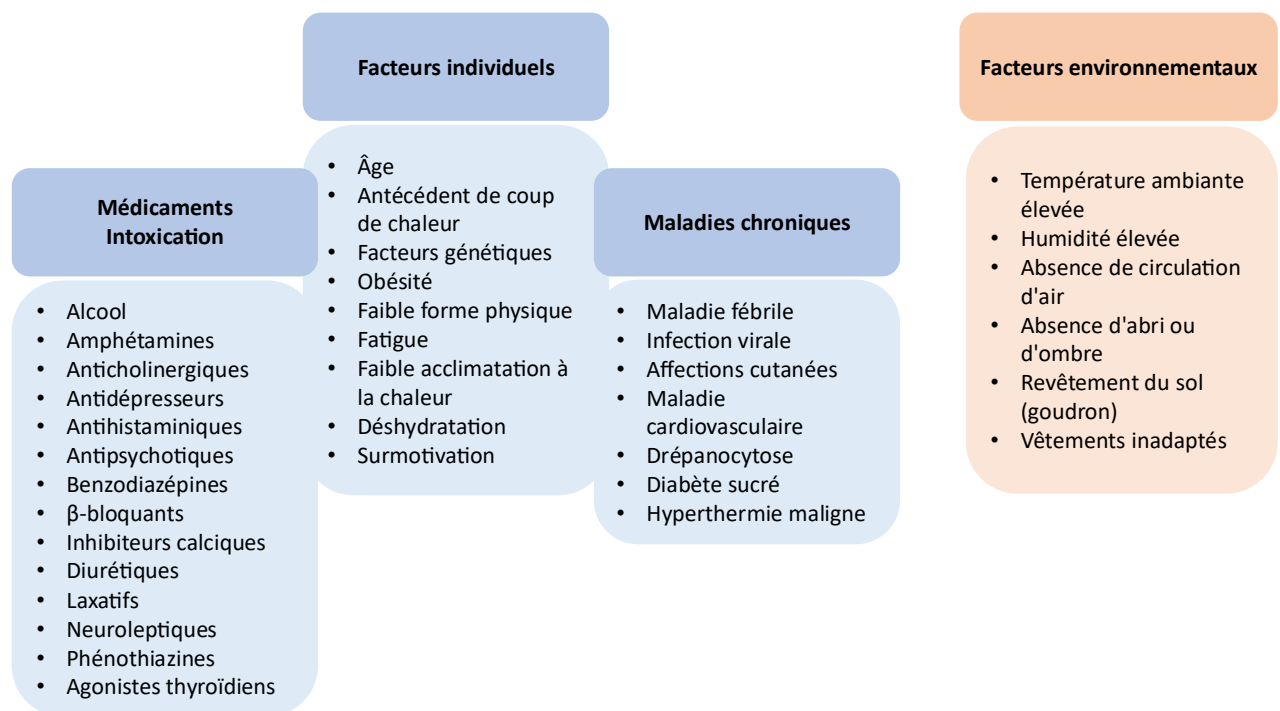 Facteurs individuels
• Âge
• Antécédent de coup
de chaleur
• Facteurs génétiques
• Obésité
• Faible forme physique
• Fatigue
• Faible acclimatation à
la chaleur
• Déshydratation
• Surmotivation
Médicaments
Intoxication
• Alcool
• Amphétamines
• Anticholinergiques
• Antidépresseurs
• Antihistaminiques
• Antipsychotiques
• Benzodiazépines
• β-bloquants
• Inhibiteurs calciques
• Diurétiques
• Laxatifs
• Neuroleptiques
• Phénothiazines
• Agonistes thyroïdiens
Maladies chroniques
• Maladie fébrile
• Infection virale
• Affections cutanées
• Maladie
cardiovasculaire
• Drépanocytose
• Diabète sucré
• Hyperthermie maligne
Facteurs environnementaux
• Température ambiante
élevée
• Humidité élevée
• Absence de circulation
d'air
• Absence d'abri ou
d'ombre
• Revêtement du sol
(goudron)
• Vêtements inadaptés